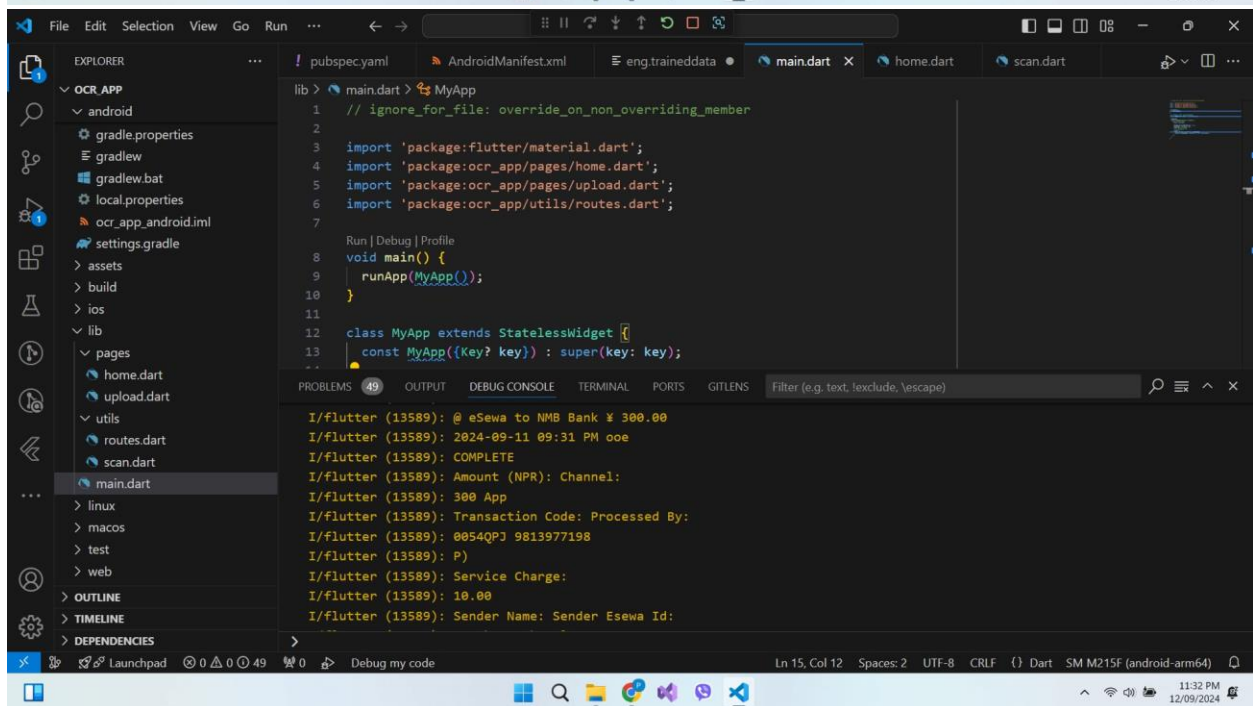 File Edit Selection View Go Run ...
EXPLORER ...
OCR_APP
android
gradle.properties
gradlew
gradlew.bat
local.properties
ocr_app_android.iml
settings.gradle
assets
build
ios
lib
pages
home.dart
upload.dart
utils
routes.dart
scan.dart
main.dart
linux
macos
test
web
OUTLINE
TIMELINE
DEPENDENCIES
pubspec.yaml AndroidManifest.xml eng.traineddata main.dart home.dart scan.dart
lib > main.dart > MyApp
1 // ignore_for_file: override_on_non_overriding_member
2
3 import 'package:flutter/material.dart';
4 import 'package:ocr_app/pages/home.dart';
5 import 'package:ocr_app/pages/upload.dart';
6 import 'package:ocr_app/utils/routes.dart';
7
Run | Debug | Profile
8 void main() {
9 runApp(MyApp());
10 }
11
12 class MyApp extends StatelessWidget {
13 const MyApp({Key? key}) : super(key: key);
PROBLEMS 49 OUTPUT DEBUG CONSOLE TERMINAL PORTS GITLENS Filter (e.g. text, !exclude, \escape)
I/flutter (13589): @ eSewa to NMB Bank ¥ 300.00
I/flutter (13589): 2024-09-11 09:31 PM ooe
I/flutter (13589): COMPLETE
I/flutter (13589): Amount (NPR): Channel:
I/flutter (13589): 300 App
I/flutter (13589): Transaction Code: Processed By:
I/flutter (13589): 0054QPJ 9813977198
I/flutter (13589): P)
I/flutter (13589): Service Charge:
I/flutter (13589): 10.00
I/flutter (13589): Sender Name: Sender Esewa Id:
>
Launchpad 0 0 49 0 Debug my code Ln 15, Col 12 Spaces: 2 UTF-8 CRLF {} Dart SM M215F (android-arm64)
11:32 PM
12/09/2024